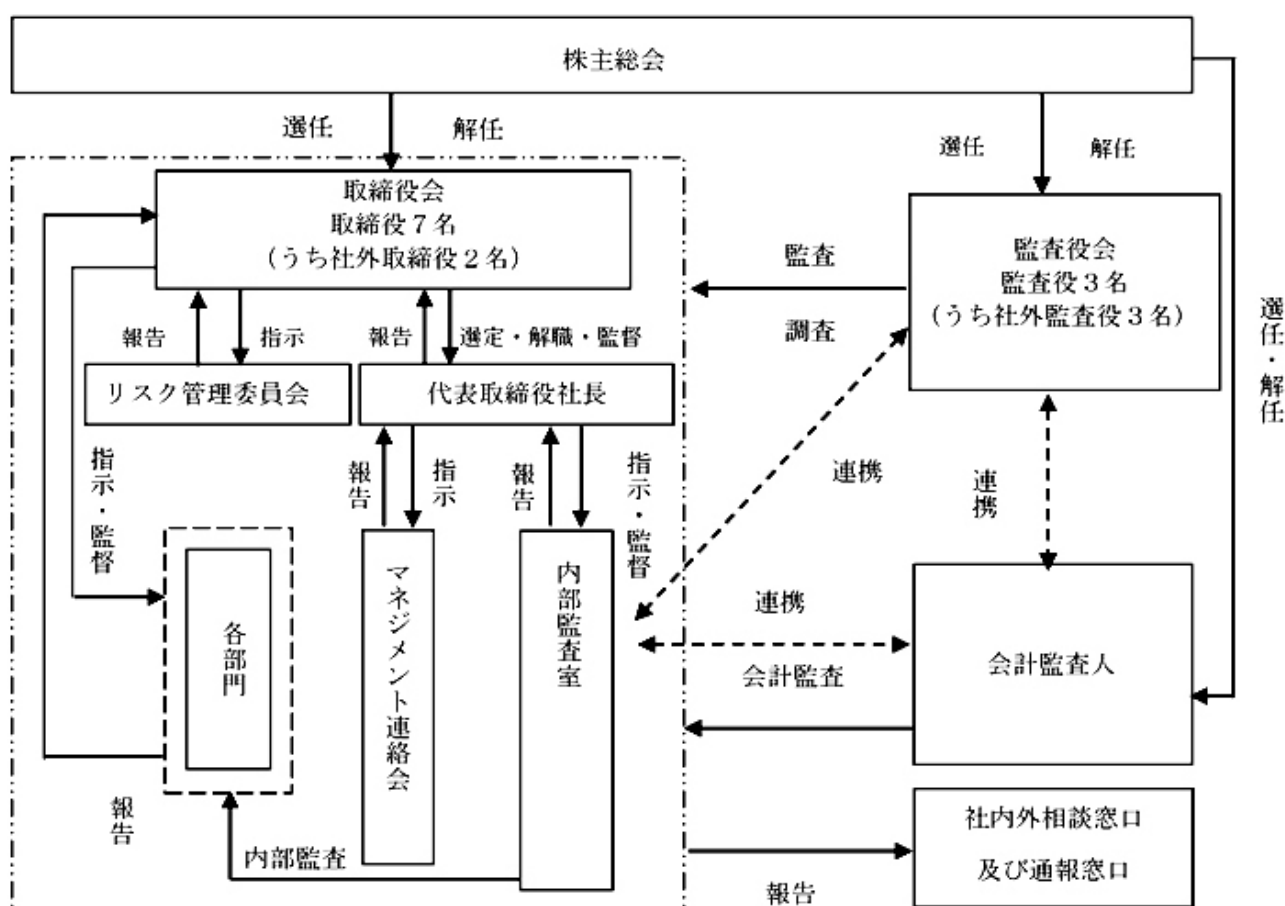 株主総会
選任
解任
選任
解任
取締役会
取締役7名
(うち社外取締役2名)
監査役会
監査役3名
(うち社外監査役3名)
監査
調査
選任・解任
報告
指示
報告
選定・解職・監督
リスク管理委員会
代表取締役社長
指示・監督
報告
指示
報告
指示・監督
連携
連携
各部門
マネジメント連絡会
内部監査室
連携
会計監査
会計監査人
報告
内部監査
報告
社内外相談窓口
及び通報窓口